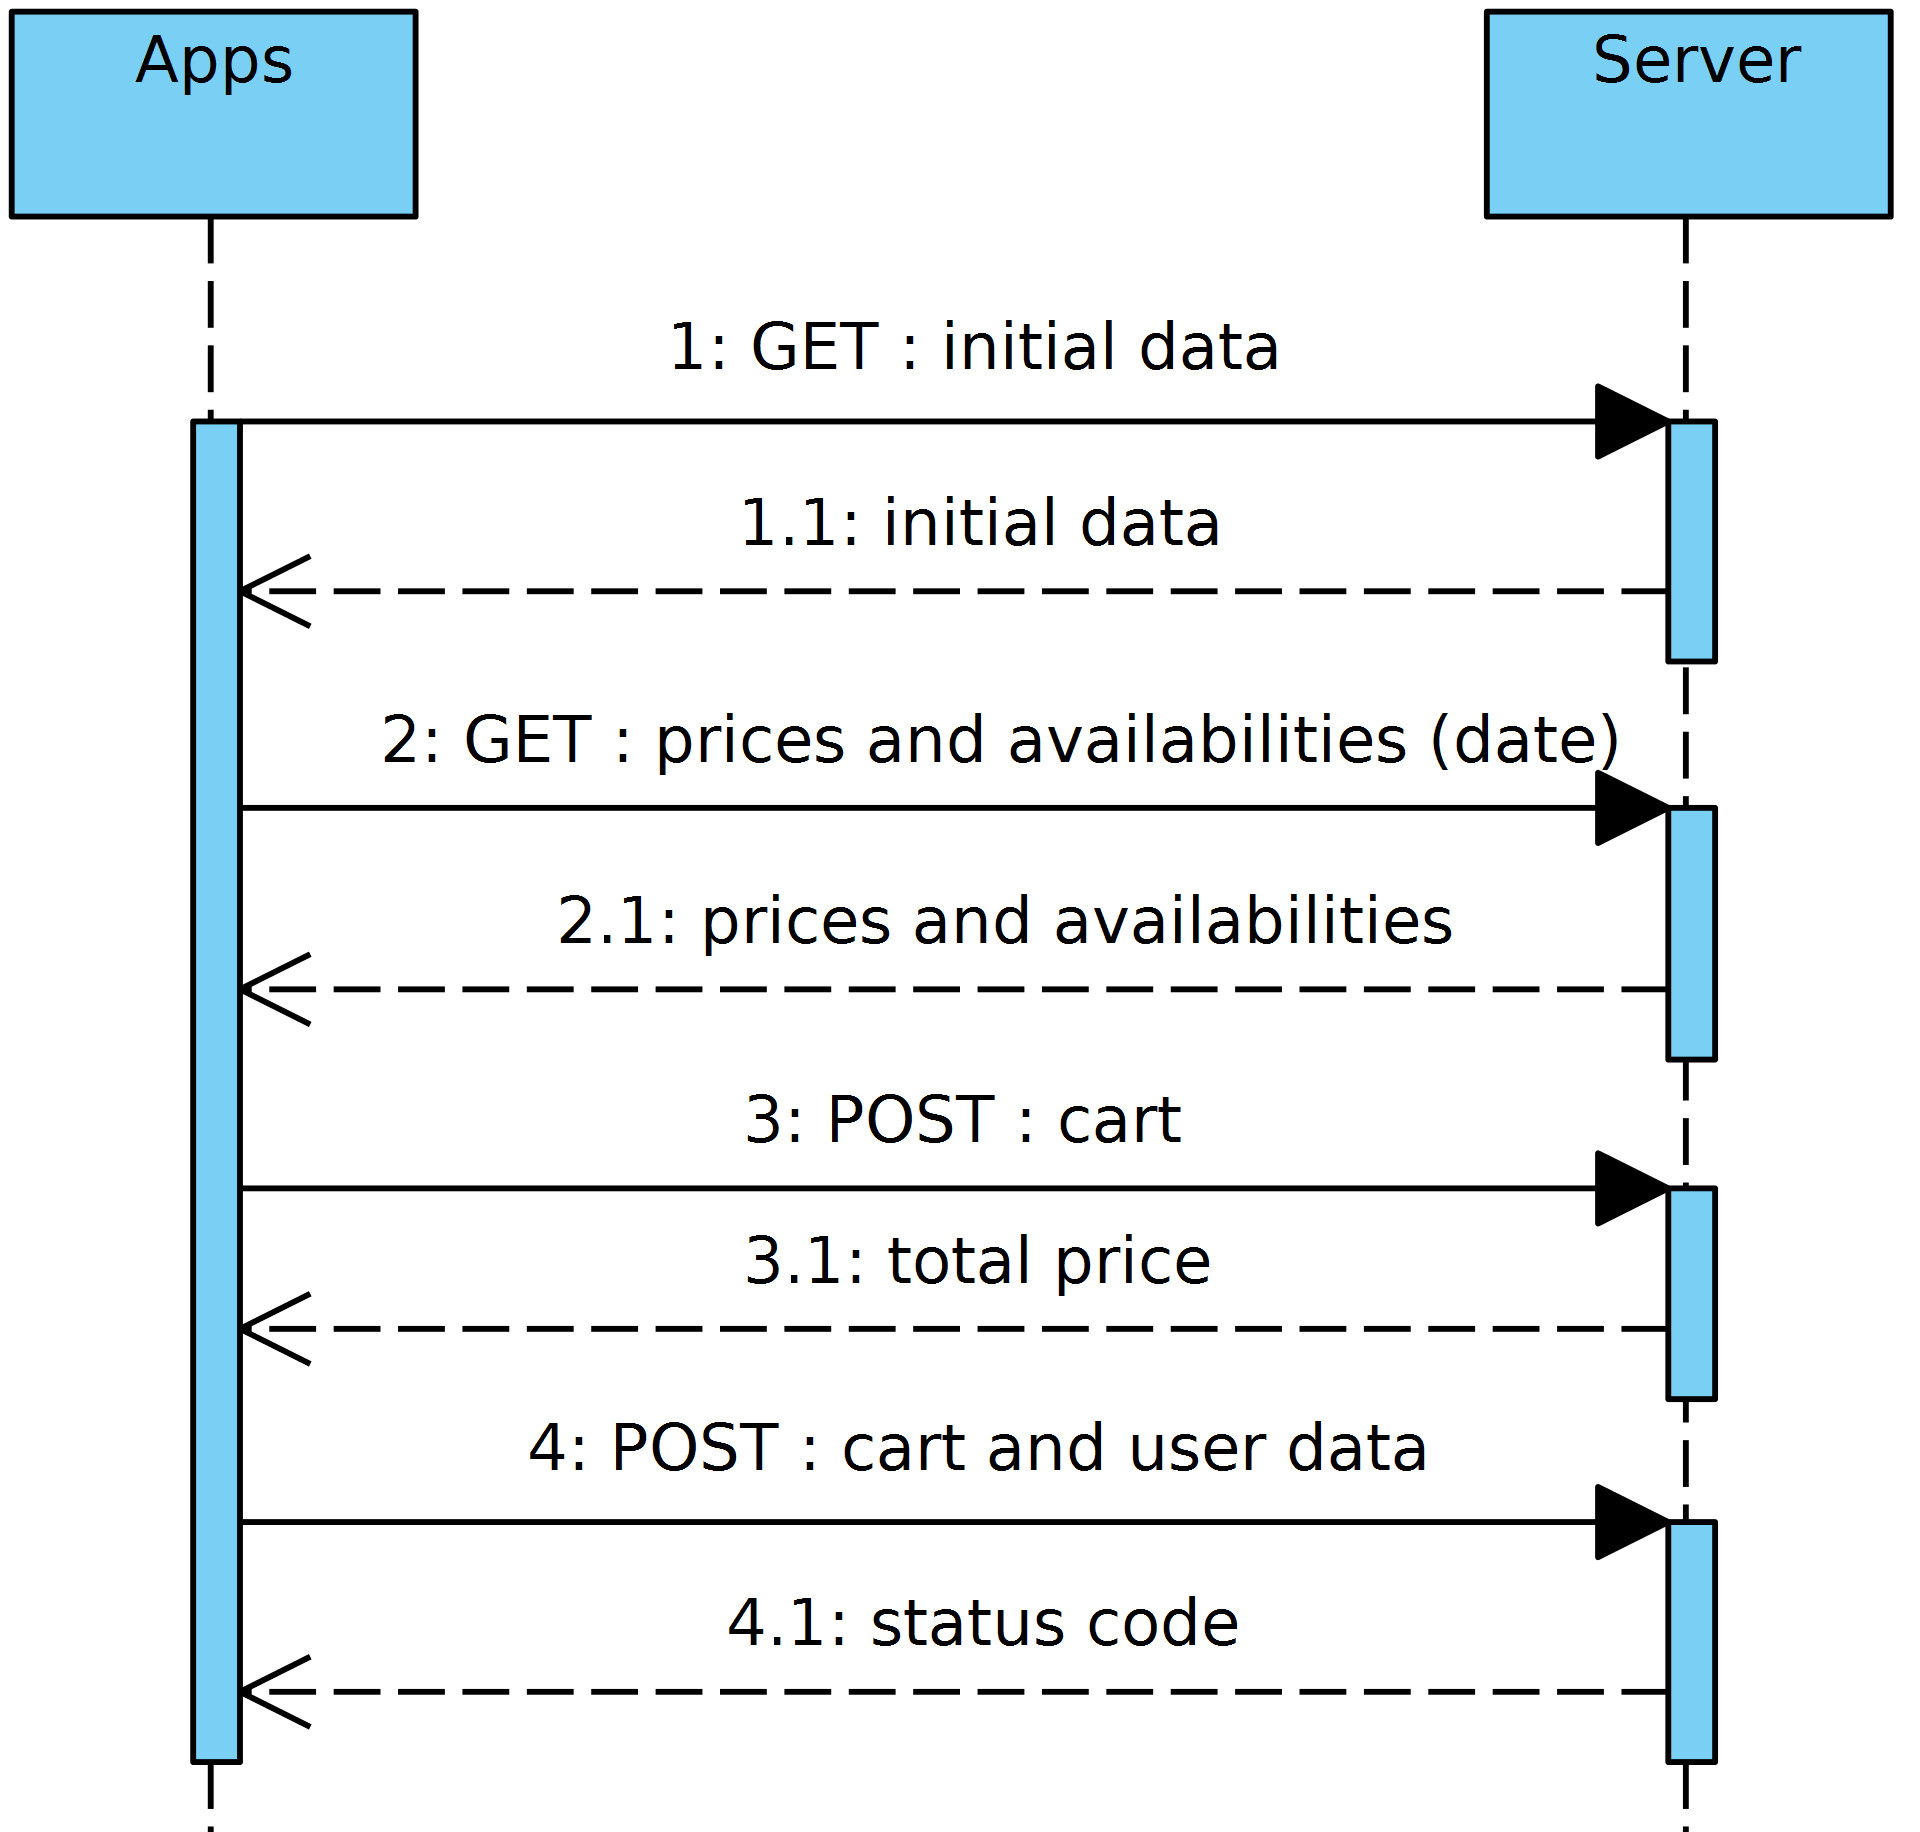 Apps
Server
1: GET : initial data
1.1: initial data
2: GET : prices and availabilities (date)
2.1: prices and availabilities
3: POST : cart
3.1: total price
4: POST : cart and user data
4.1: status code